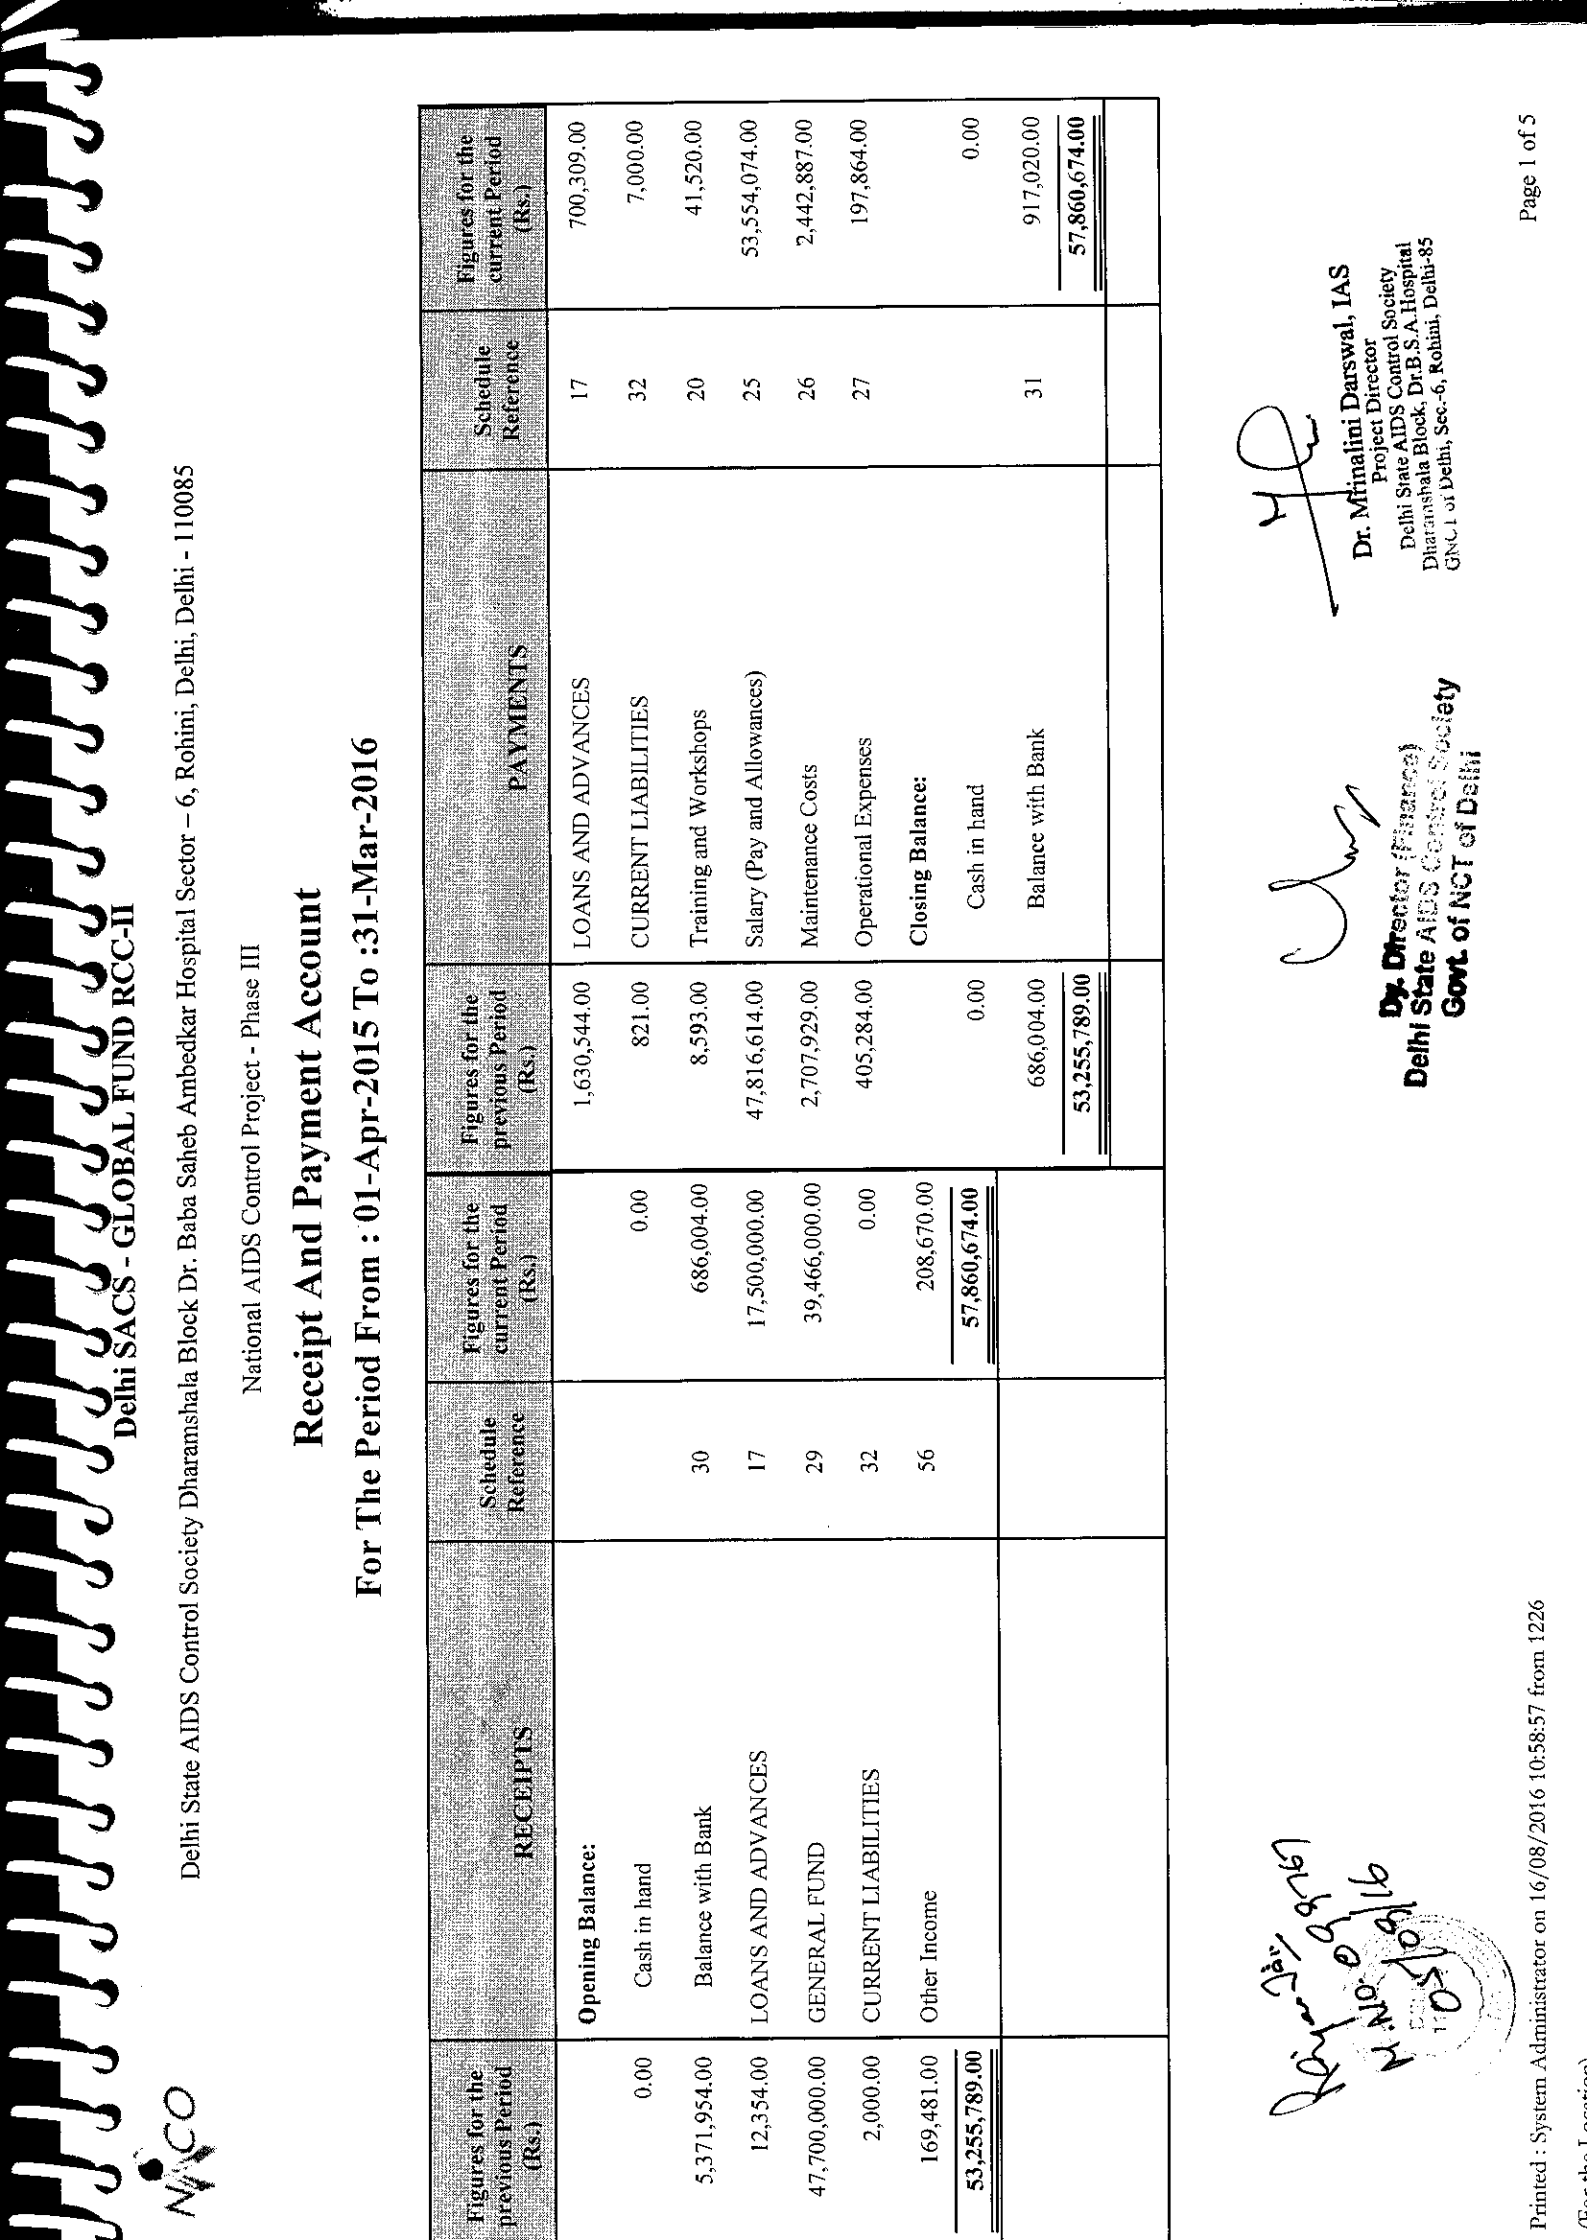 NACO
Delhi SACS - GLOBAL FUND RCC-II
Delhi State AIDS Control Society Dharamshala Block Dr. Baba Saheb Ambedkar Hospital Sector – 6, Rohini, Delhi, Delhi - 110085
National AIDS Control Project - Phase III
Receipt And Payment Account
For The Period From : 01-Apr-2015 To :31-Mar-2016
Figures for the previous Period (Rs.) RECEIPTS Schedule Reference Figures for the current Period (Rs.) Figures for the previous Period (Rs.) PAYMENTS Schedule Reference Figures for the current Period (Rs.)
Opening Balance: 1,630,544.00 LOANS AND ADVANCES 17 700,309.00
0.00 Cash in hand 0.00 821.00 CURRENT LIABILITIES 32 7,000.00
5,371,954.00 Balance with Bank 30 686,004.00 8,593.00 Training and Workshops 20 41,520.00
12,354.00 LOANS AND ADVANCES 17 17,500,000.00 47,816,614.00 Salary (Pay and Allowances) 25 53,554,074.00
47,700,000.00 GENERAL FUND 29 39,466,000.00 2,707,929.00 Maintenance Costs 26 2,442,887.00
2,000.00 CURRENT LIABILITIES 32 0.00 405,284.00 Operational Expenses 27 197,864.00
169,481.00 Other Income 56 208,670.00 Closing Balance:
53,255,789.00 57,860,674.00 0.00 Cash in hand 0.00
686,004.00 Balance with Bank 31 917,020.00
53,255,789.00 57,860,674.00
M.NO.
05/09/16
Dy. Director (Finance)
Delhi State AIDS Control Society
Govt. of NCT of Delhi
Dr. Mrinalini Darswal, IAS
Project Director
Delhi State AIDS Control Society
Dharamshala Block, Dr.B.S.A.Hospital
GNCT of Delhi, Sec.-6, Rohini, Delhi-85
Printed : System Administrator on 16/08/2016 10:58:57 from 1226
Page 1 of 5
(For the Location)